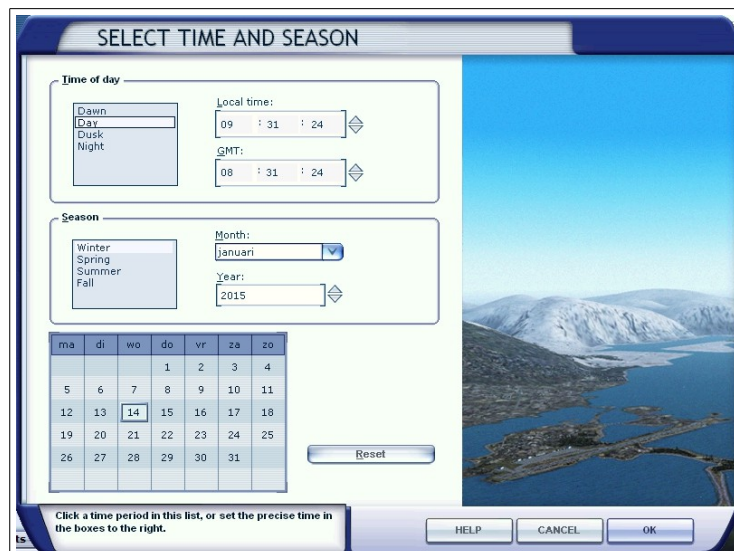 SELECT TIME AND SEASON
Time of day
Dawn
Day
Dusk
Night
Local time:
09 : 31 : 24
GMT:
08 : 31 : 24
Season
Winter
Spring
Summer
Fall
Month:
januari
Year:
2015
ma di wo do vr za zo
1 2 3 4
5 6 7 8 9 10 11
12 13 14 15 16 17 18
19 20 21 22 23 24 25
26 27 28 29 30 31
Reset
Click a time period in this list, or set the precise time in
the boxes to the right.
ts
HELP CANCEL OK